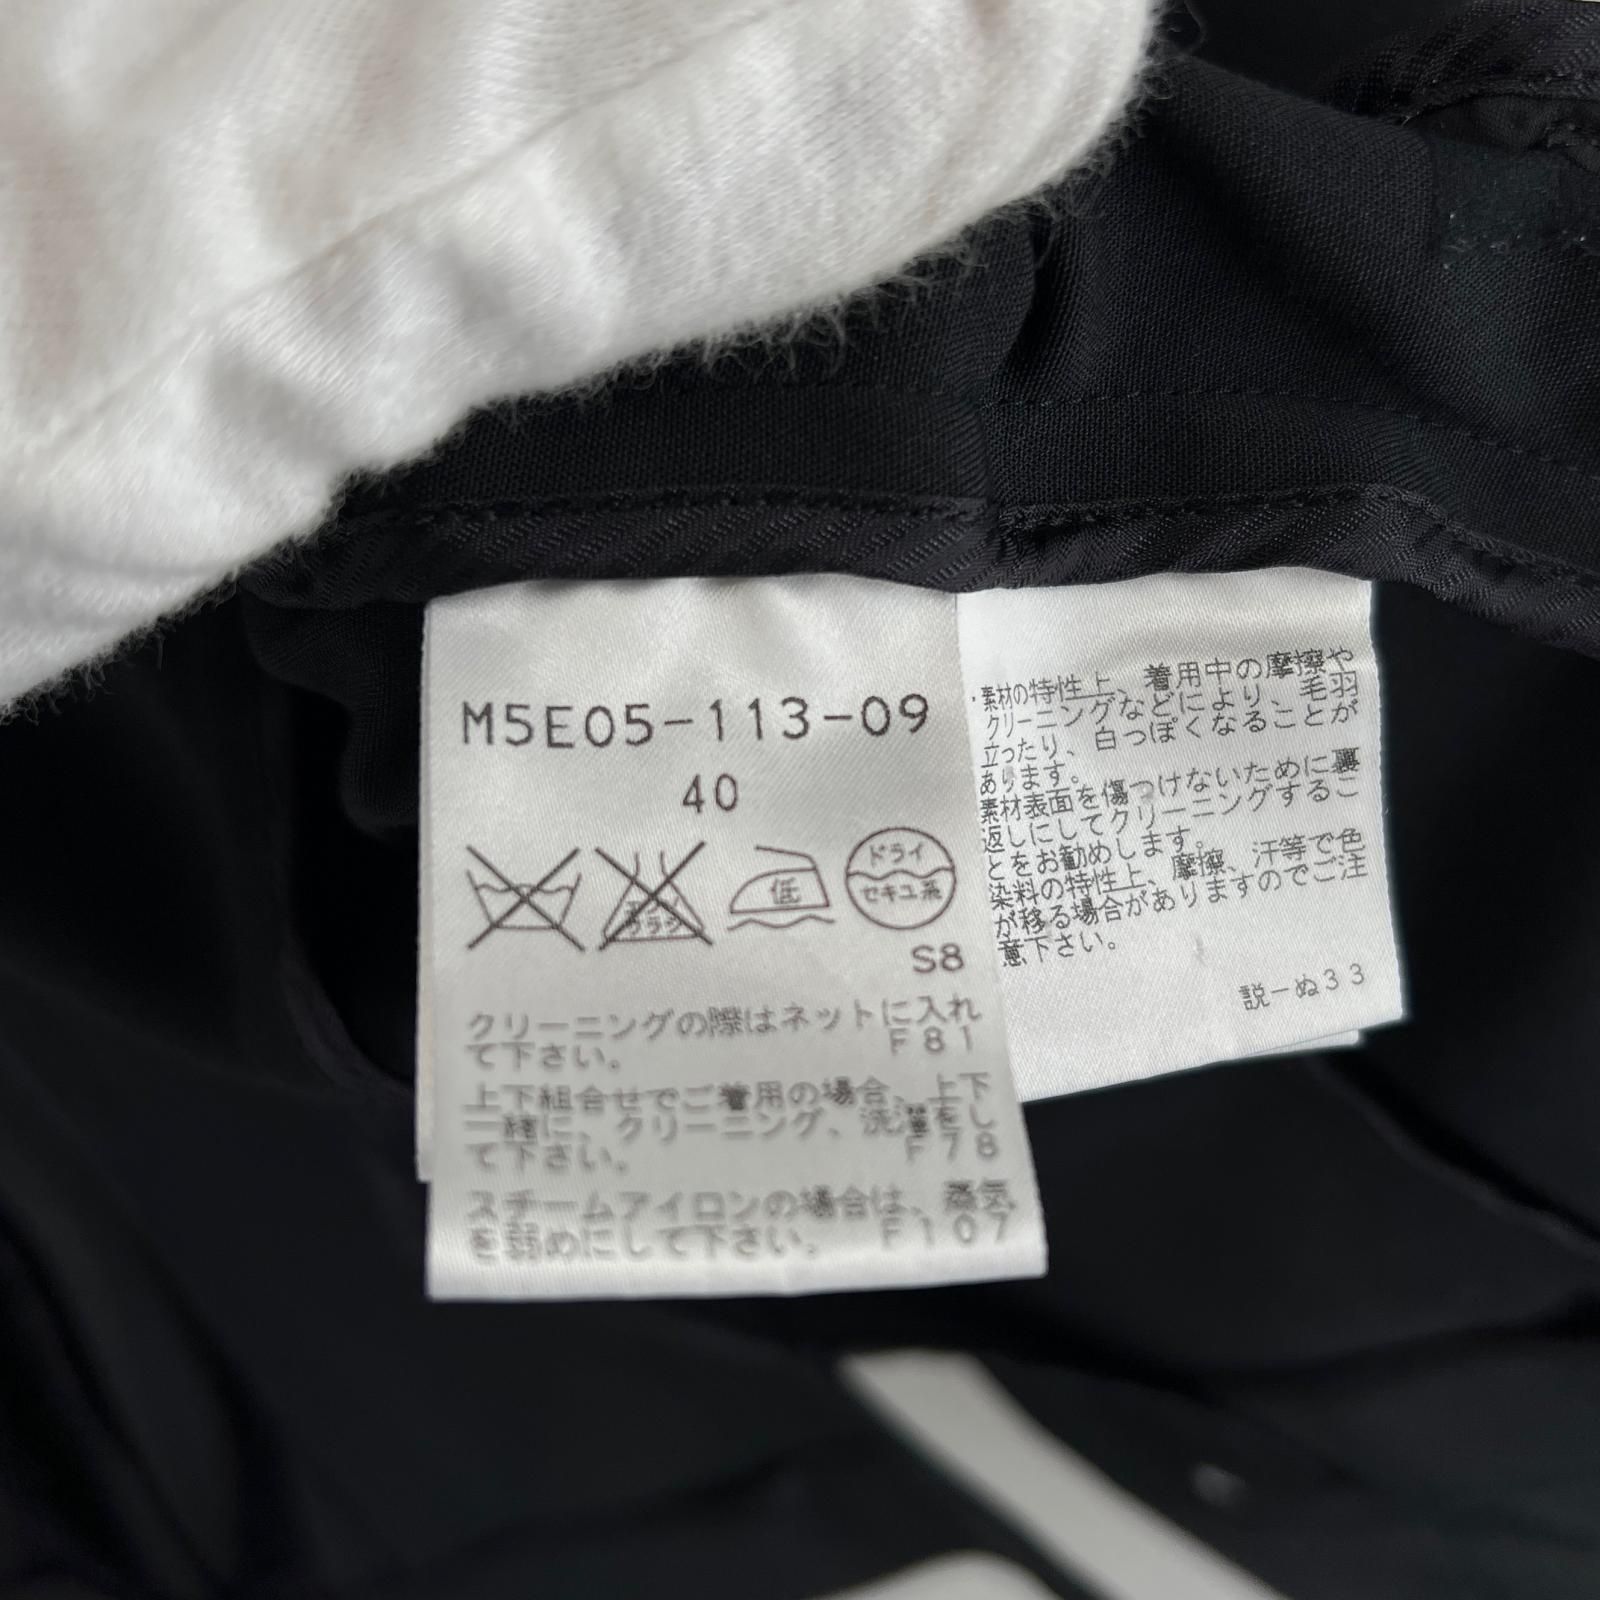 M5E05-113-09
40
エンソ
サラシ
低
ドライ
セキユ系
S8
クリーニングの際はネットに入れ
て下さい。 F81
上下組合せでご着用の場合、上下
一緒に、クリーニング、洗濯をし
て下さい。 F78
スチームアイロンの場合は、蒸気
を弱めにして下さい。 F107
・素材の特性上、着用中の摩擦や
クリーニングなどにより、毛羽
立ったり、白っぽくなることが
あります。
素材表面を傷つけないために裏
返しにしてクリーニングするこ
とをお勧めします。
染料の特性上、摩擦、汗等で色
が移る場合がありますのでご注
意下さい。
説－ぬ33